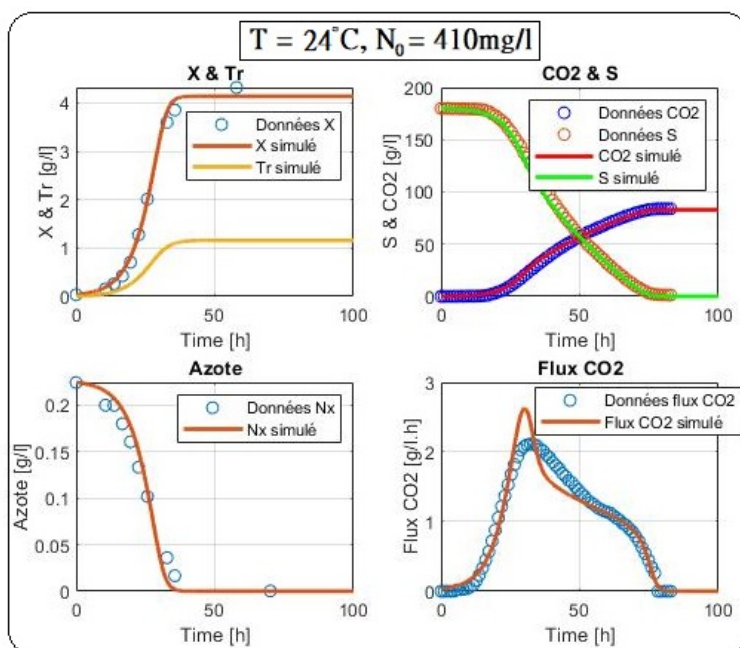 T = 24°C, N₀ = 410mg/l
X & Tr
4
3
2
1
0
X & Tr [g/l]
Données X
X simulé
Tr simulé
0
50
100
Time [h]
CO2 & S
200
150
100
50
0
S & CO2 [g/l]
Données CO2
Données S
CO2 simulé
S simulé
0
50
100
Time [h]
Azote
0.2
0.15
0.1
0.05
0
Azote [g/l]
Données Nx
Nx simulé
0
50
100
Time [h]
Flux CO2
3
2
1
0
Flux CO2 [g/l.h]
Données flux CO2
Flux CO2 simulé
0
50
100
Time [h]